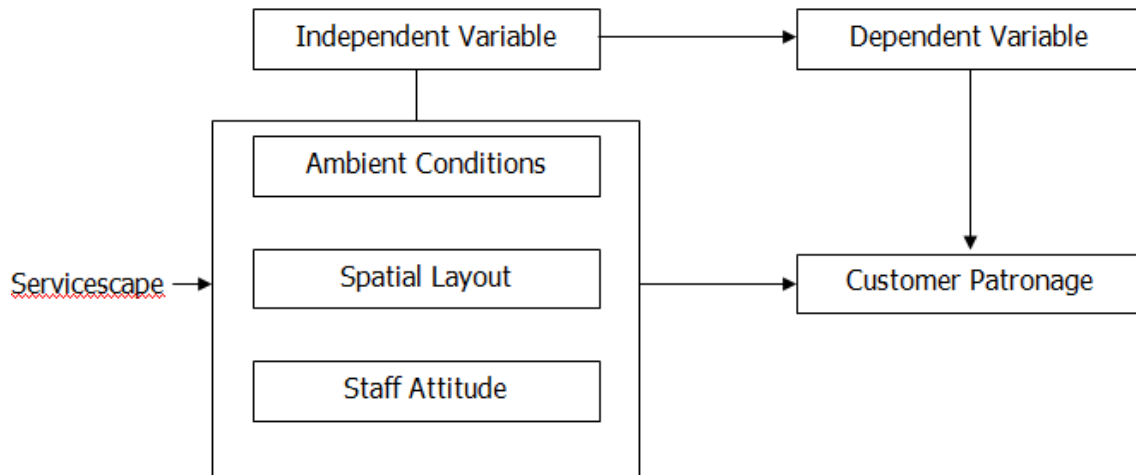 Independent Variable
Dependent Variable
Ambient Conditions
Spatial Layout
Servicescape
Customer Patronage
Staff Attitude